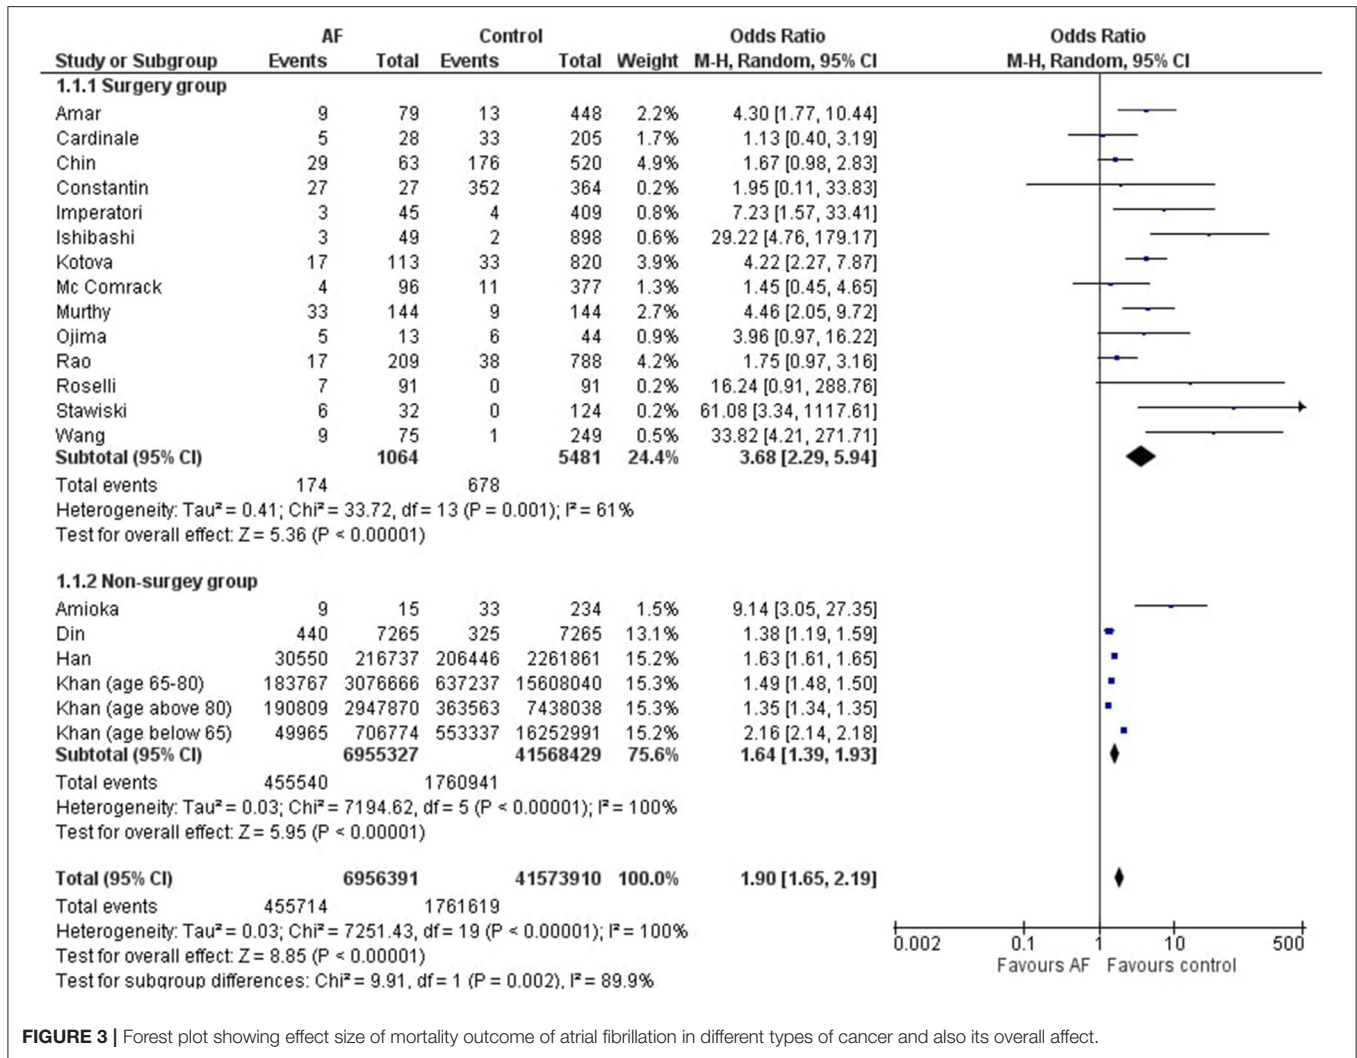 AF Control Odds Ratio Odds Ratio
Study or Subgroup Events Total Events Total Weight M-H, Random, 95% CI M-H, Random, 95% CI
1.1.1 Surgery group
Amar 9 79 13 448 2.2% 4.30 [1.77, 10.44]
Cardinale 5 28 33 205 1.7% 1.13 [0.40, 3.19]
Chin 29 63 176 520 4.9% 1.67 [0.98, 2.83]
Constantin 27 27 352 364 0.2% 1.95 [0.11, 33.83]
Imperatori 3 45 4 409 0.8% 7.23 [1.57, 33.41]
Ishibashi 3 49 2 898 0.6% 29.22 [4.76, 179.17]
Kotova 17 113 33 820 3.9% 4.22 [2.27, 7.87]
Mc Comrack 4 96 11 377 1.3% 1.45 [0.45, 4.65]
Murthy 33 144 9 144 2.7% 4.46 [2.05, 9.72]
Ojima 5 13 6 44 0.9% 3.96 [0.97, 16.22]
Rao 17 209 38 788 4.2% 1.75 [0.97, 3.16]
Roselli 7 91 0 91 0.2% 16.24 [0.91, 288.76]
Stawiski 6 32 0 124 0.2% 61.08 [3.34, 1117.61]
Wang 9 75 1 249 0.5% 33.82 [4.21, 271.71]
Subtotal (95% CI) 1064 5481 24.4% 3.68 [2.29, 5.94]
Total events 174 678
Heterogeneity: Tau² = 0.41; Chi² = 33.72, df = 13 (P = 0.001); I² = 61%
Test for overall effect: Z = 5.36 (P < 0.00001)
1.1.2 Non-surgey group
Amioka 9 15 33 234 1.5% 9.14 [3.05, 27.35]
Din 440 7265 325 7265 13.1% 1.38 [1.19, 1.59]
Han 30550 216737 206446 2261861 15.2% 1.63 [1.61, 1.65]
Khan (age 65-80) 183767 3076666 637237 15608040 15.3% 1.49 [1.48, 1.50]
Khan (age above 80) 190809 2947870 363563 7438038 15.3% 1.35 [1.34, 1.35]
Khan (age below 65) 49965 706774 553337 16252991 15.2% 2.16 [2.14, 2.18]
Subtotal (95% CI) 6955327 41568429 75.6% 1.64 [1.39, 1.93]
Total events 455540 1760941
Heterogeneity: Tau² = 0.03; Chi² = 7194.62, df = 5 (P < 0.00001); I² = 100%
Test for overall effect: Z = 5.95 (P < 0.00001)
Total (95% CI) 6956391 41573910 100.0% 1.90 [1.65, 2.19]
Total events 455714 1761619
Heterogeneity: Tau² = 0.03; Chi² = 7251.43, df = 19 (P < 0.00001); I² = 100%
Test for overall effect: Z = 8.85 (P < 0.00001)
Test for subgroup differences: Chi² = 9.91, df = 1 (P = 0.002), I² = 89.9%
0.002 0.1 1 10 500
Favours AF Favours control
FIGURE 3 | Forest plot showing effect size of mortality outcome of atrial fibrillation in different types of cancer and also its overall affect.